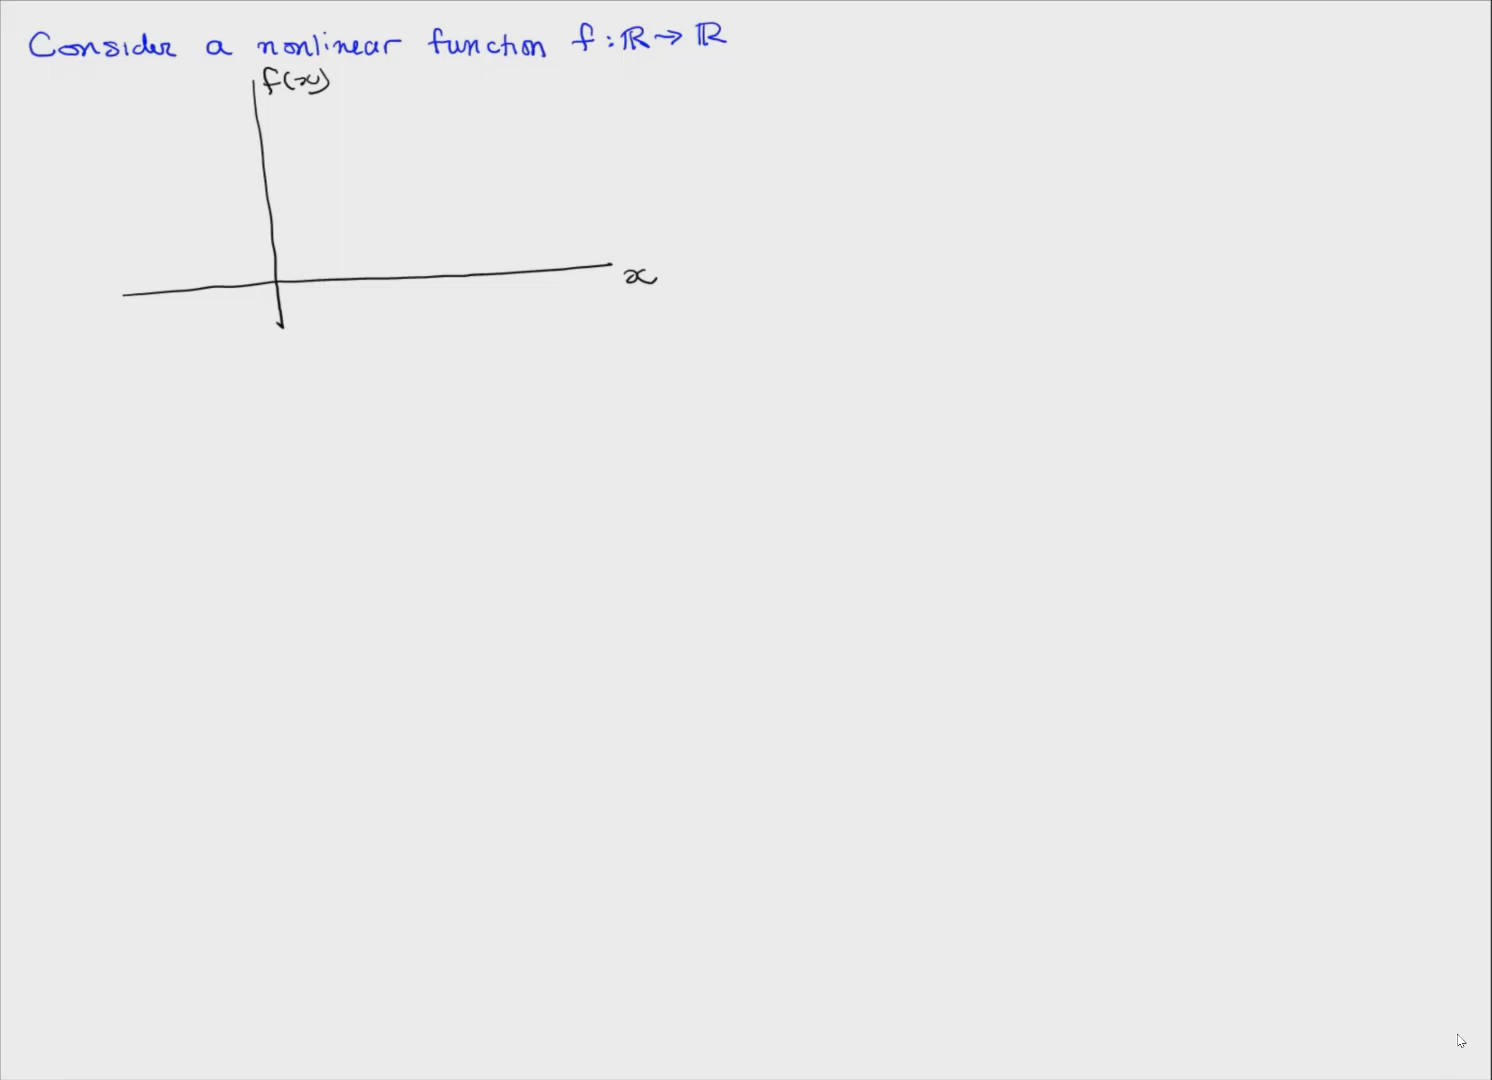 Consider a nonlinear function f : ℝ → ℝ
f(x)
x